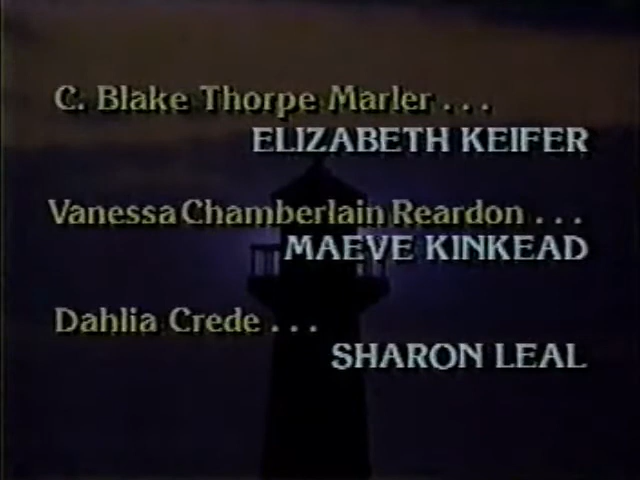 C. Blake Thorpe Marler . . .
ELIZABETH KEIFER
Vanessa Chamberlain Reardon . . .
MAEVE KINKEAD
Dahlia Crede . . .
SHARON LEAL